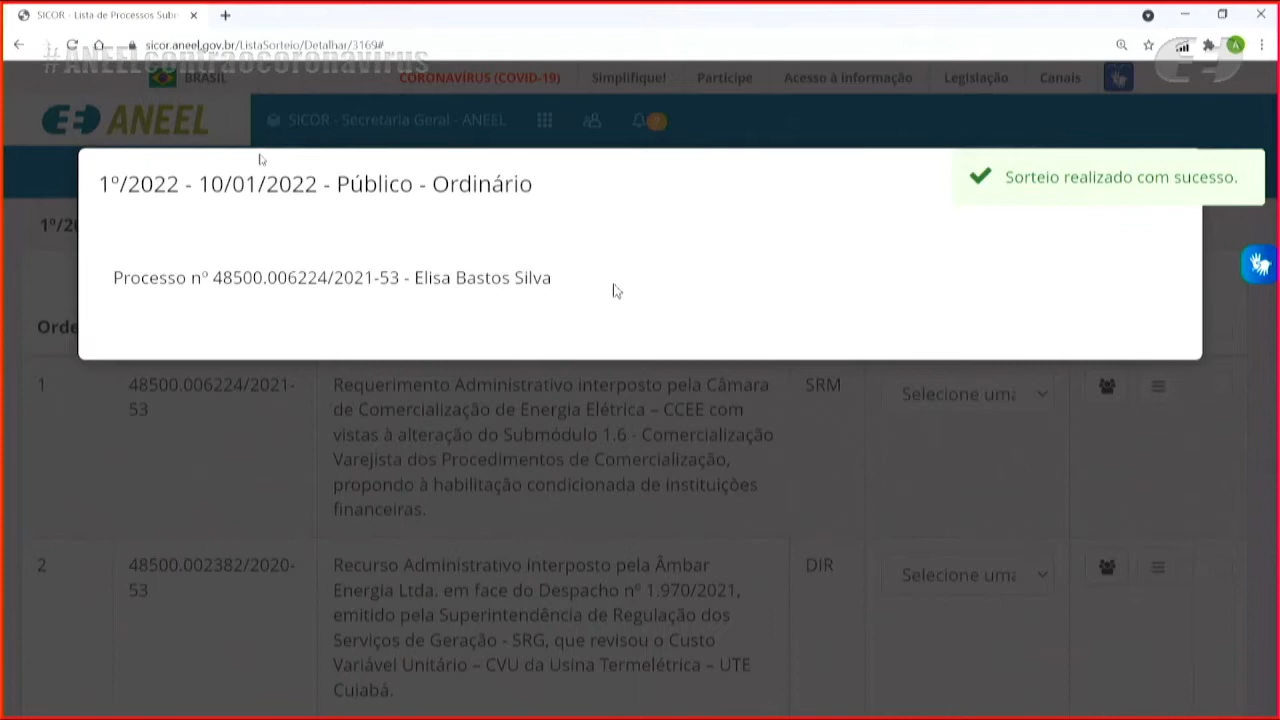 SICOR - Lista de Processos Sub
sicor.aneel.gov.br/ListaSorteio/Detalhar/3169#
#ANEELcontraocoronavírus
BRASIL
CORONAVÍRUS (COVID-19)
Simplifique!
Participe
Acesso à informação
Legislação
Canais
ANEEL
SICOR - Secretaria Geral - ANEEL
1º/2022 - 10/01/2022 - Público - Ordinário
Sorteio realizado com sucesso.
1º/20
Processo nº 48500.006224/2021-53 - Elisa Bastos Silva
Orde
1
48500.006224/2021-
53
Requerimento Administrativo interposto pela Câmara
de Comercialização de Energia Elétrica – CCEE com
vistas à alteração do Submódulo 1.6 - Comercialização
Varejista dos Procedimentos de Comercialização,
propondo à habilitação condicionada de instituições
financeiras.
SRM
Selecione uma
2
48500.002382/2020-
53
Recurso Administrativo interposto pela Âmbar
Energia Ltda. em face do Despacho nº 1.970/2021,
emitido pela Superintendência de Regulação dos
Serviços de Geração - SRG, que revisou o Custo
Variável Unitário – CVU da Usina Termelétrica – UTE
Cuiabá.
DIR
Selecione uma